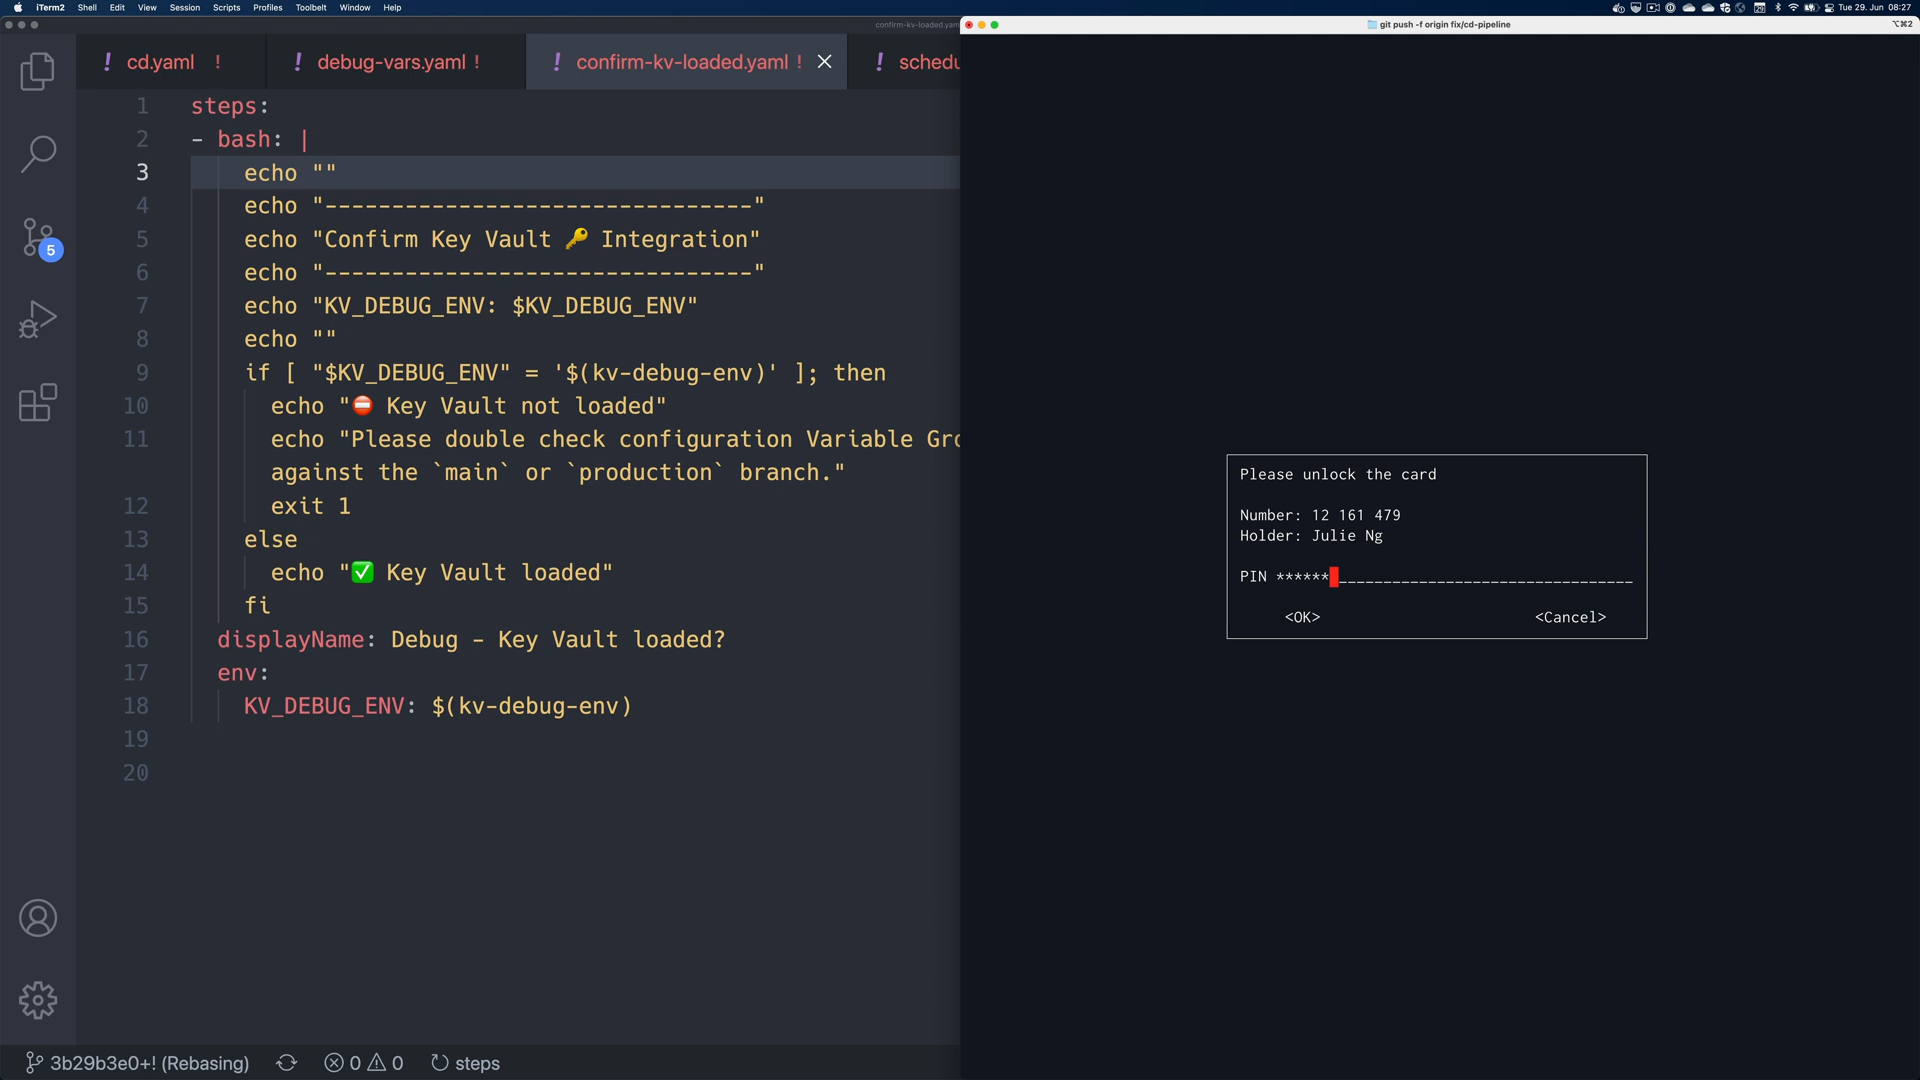 iTerm2 Shell Edit View Session Scripts Profiles Toolbelt Window Help
Tue 29. Jun 08:27
confirm-kv-loaded.yam
git push -f origin fix/cd-pipeline
⌥⌘2
! cd.yaml !
! debug-vars.yaml !
! confirm-kv-loaded.yaml !
! schedu
1 steps:
2 - bash: |
3 echo ""
4 echo "--------------------------------"
5 echo "Confirm Key Vault 🔑 Integration"
6 echo "--------------------------------"
7 echo "KV_DEBUG_ENV: $KV_DEBUG_ENV"
8 echo ""
9 if [ "$KV_DEBUG_ENV" = '$(kv-debug-env)' ]; then
10 echo "⛔ Key Vault not loaded"
11 echo "Please double check configuration Variable Gro
against the `main` or `production` branch."
12 exit 1
13 else
14 echo "✅ Key Vault loaded"
15 fi
16 displayName: Debug - Key Vault loaded?
17 env:
18 KV_DEBUG_ENV: $(kv-debug-env)
19
20
5
3b29b3e0+! (Rebasing) 0 0 steps
Please unlock the card
Number: 12 161 479
Holder: Julie Ng
PIN ******_________________________________
<OK> <Cancel>